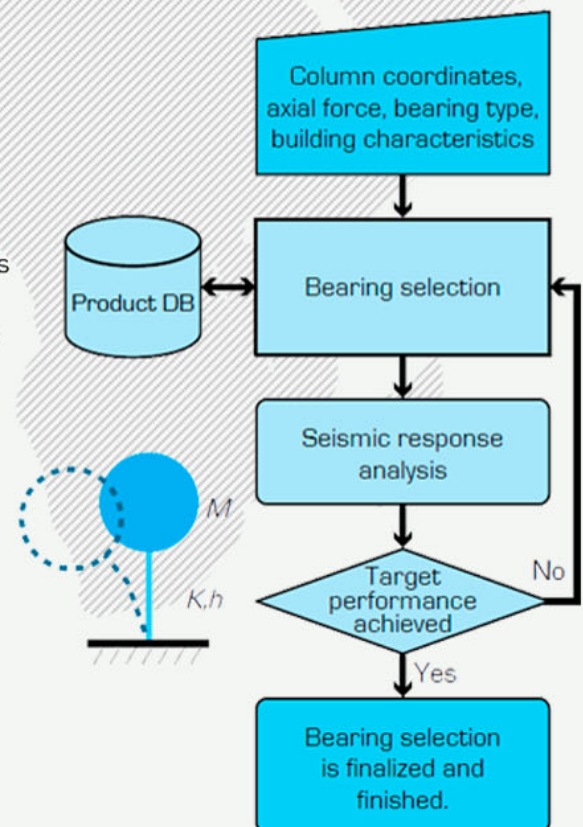 Column coordinates,
axial force, bearing type,
building characteristics
s
Product DB
Bearing selection
Seismic response
analysis
M
K,h
Target
performance
achieved
No
Yes
Bearing selection
is finalized and
finished.